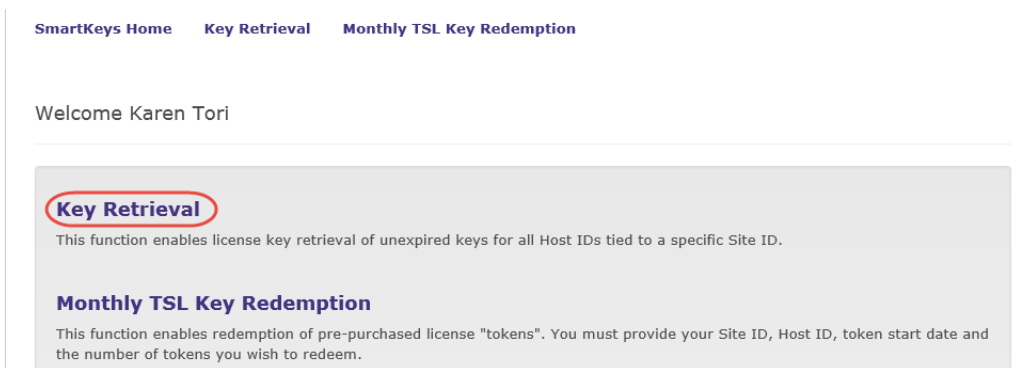 SmartKeys Home Key Retrieval Monthly TSL Key Redemption
Welcome Karen Tori
Key Retrieval
This function enables license key retrieval of unexpired keys for all Host IDs tied to a specific Site ID.
Monthly TSL Key Redemption
This function enables redemption of pre-purchased license "tokens". You must provide your Site ID, Host ID, token start date and
the number of tokens you wish to redeem.